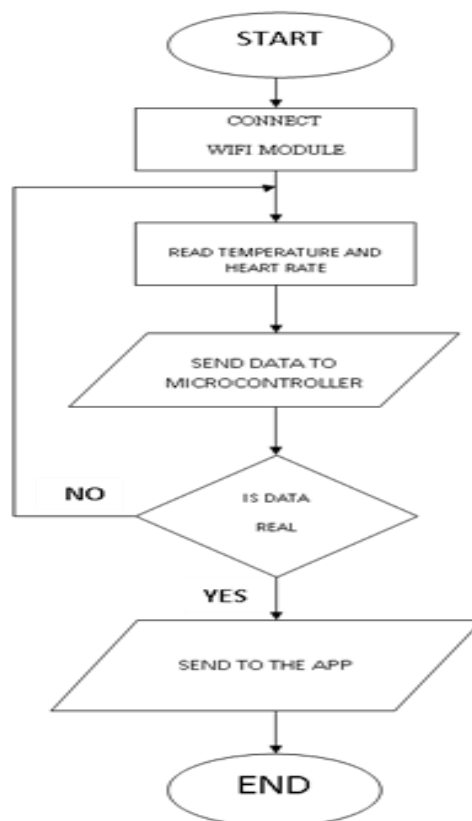 START
CONNECT
WIFI MODULE
READ TEMPERATURE AND
HEART RATE
SEND DATA TO
MICROCONTROLLER
NO
IS DATA
REAL
YES
SEND TO THE APP
END